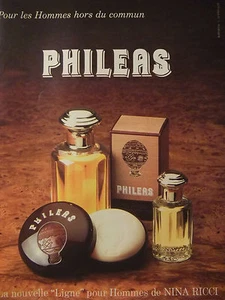 Pour les Hommes hors du commun
PHILEAS
PHILEAS
PHILEAS
La nouvelle "Ligne" pour Hommes de NINA RICCI